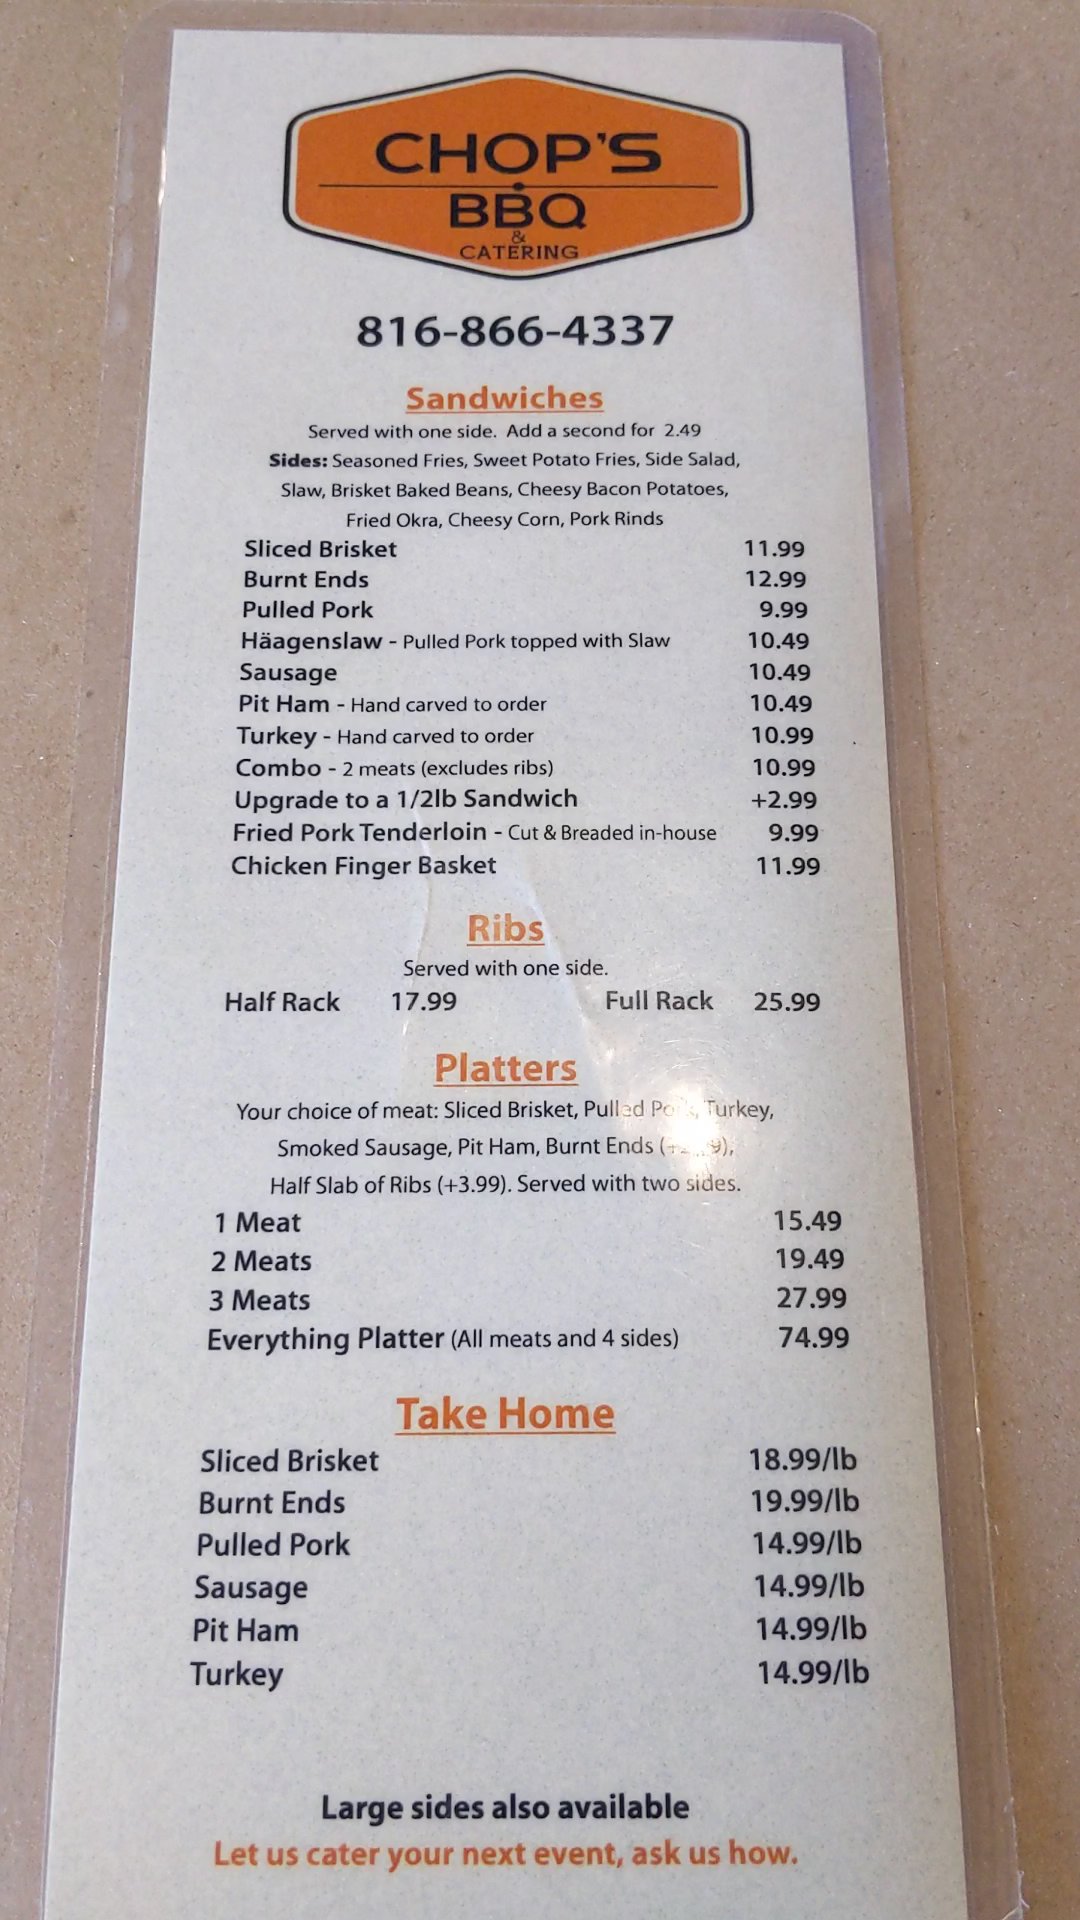 CHOP'S
BBQ
&
CATERING
816-866-4337
Sandwiches
Served with one side. Add a second for 2.49
Sides: Seasoned Fries, Sweet Potato Fries, Side Salad,
Slaw, Brisket Baked Beans, Cheesy Bacon Potatoes,
Fried Okra, Cheesy Corn, Pork Rinds
Sliced Brisket 11.99
Burnt Ends 12.99
Pulled Pork 9.99
Häagenslaw - Pulled Pork topped with Slaw 10.49
Sausage 10.49
Pit Ham - Hand carved to order 10.49
Turkey - Hand carved to order 10.99
Combo - 2 meats (excludes ribs) 10.99
Upgrade to a 1/2lb Sandwich +2.99
Fried Pork Tenderloin - Cut & Breaded in-house 9.99
Chicken Finger Basket 11.99
Ribs
Served with one side.
Half Rack 17.99 Full Rack 25.99
Platters
Your choice of meat: Sliced Brisket, Pulled Pork, Turkey,
Smoked Sausage, Pit Ham, Burnt Ends
Half Slab of Ribs (+3.99). Served with two sides.
1 Meat 15.49
2 Meats 19.49
3 Meats 27.99
Everything Platter (All meats and 4 sides) 74.99
Take Home
Sliced Brisket 18.99/lb
Burnt Ends 19.99/lb
Pulled Pork 14.99/lb
Sausage 14.99/lb
Pit Ham 14.99/lb
Turkey 14.99/lb
Large sides also available
Let us cater your next event, ask us how.